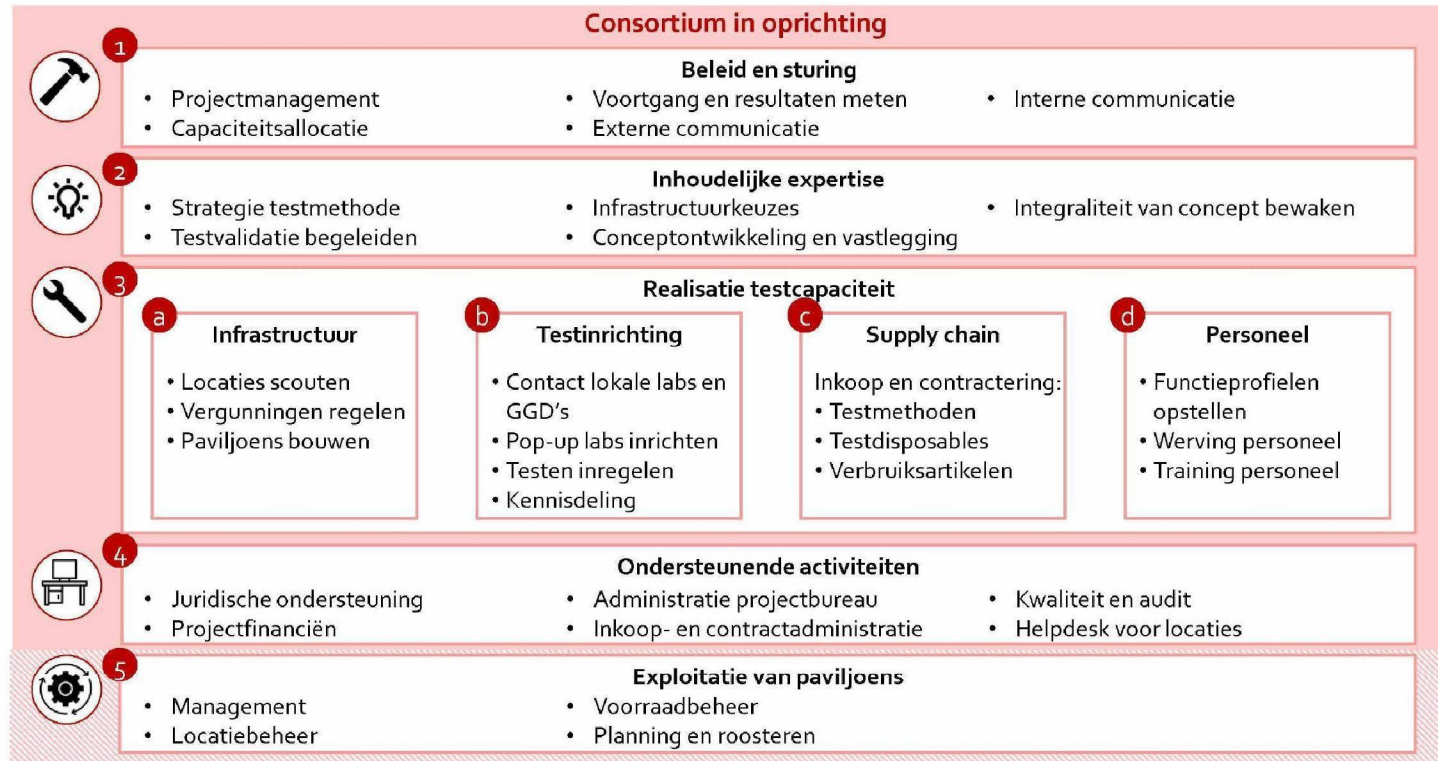 Consortium in oprichting
1
Beleid en sturing
• Projectmanagement
• Capaciteitsallocatie
• Voortgang en resultaten meten
• Externe communicatie
• Interne communicatie
2
Inhoudelijke expertise
• Strategie testmethode
• Testvalidatie begeleiden
• Infrastructuurkeuzes
• Conceptontwikkeling en vastlegging
• Integraliteit van concept bewaken
3
Realisatie testcapaciteit
a
Infrastructuur
• Locaties scouten
• Vergunningen regelen
• Paviljoens bouwen
b
Testinrichting
• Contact lokale labs en
GGD's
• Pop-up labs inrichten
• Testen inregelen
• Kennisdeling
c
Supply chain
Inkoop en contractering:
• Testmethoden
• Testdisposables
• Verbruiksartikelen
d
Personeel
• Functieprofielen
opstellen
• Werving personeel
• Training personeel
4
Ondersteunende activiteiten
• Juridische ondersteuning
• Projectfinanciën
• Administratie projectbureau
• Inkoop- en contractadministratie
• Kwaliteit en audit
• Helpdesk voor locaties
5
Exploitatie van paviljoens
• Management
• Locatiebeheer
• Voorraadbeheer
• Planning en roosteren